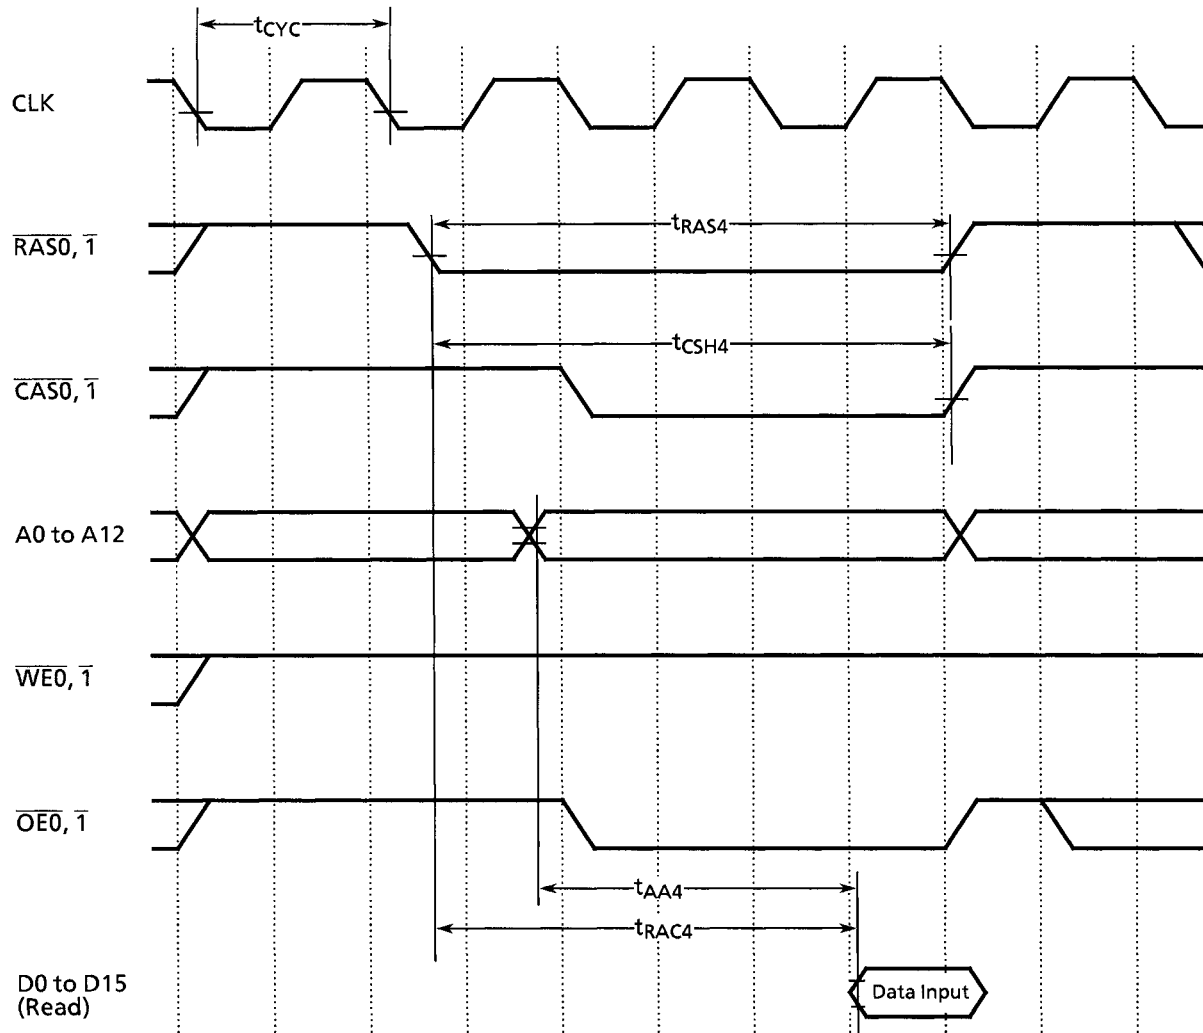 tCYC
CLK
RAS0, 1
tRAS4
tCSH4
CAS0, 1
A0 to A12
WE0, 1
OE0, 1
tAA4
tRAC4
D0 to D15
(Read)
Data Input